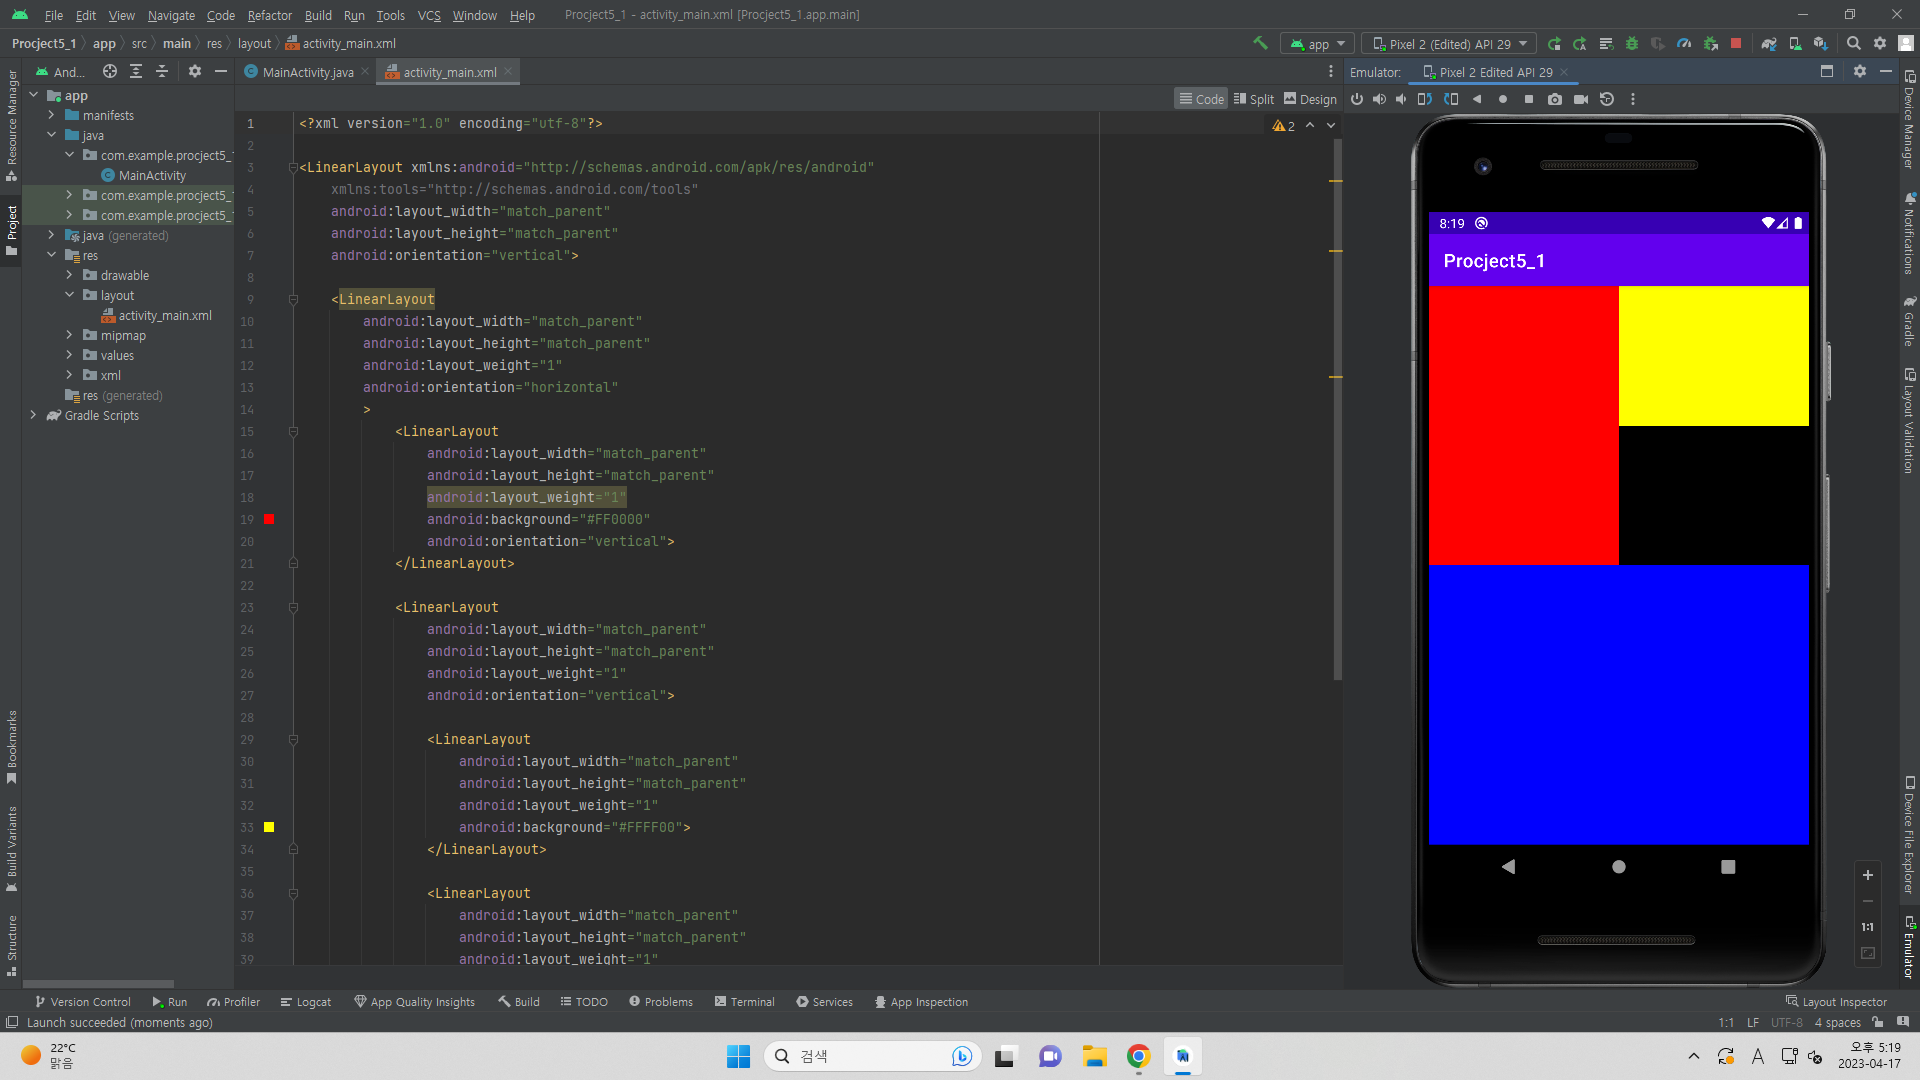 File Edit View Navigate Code Refactor Build Run Tools VCS Window Help Procject5_1 - activity_main.xml [Procject5_1.app.main]
Procject5_1 app src main res layout activity_main.xml
app Pixel 2 (Edited) API 29
And...
MainActivity.java activity_main.xml
Emulator: Pixel 2 Edited API 29
Code Split Design
Resource Manager
Project
Bookmarks
Build Variants
Structure
app
manifests
java
com.example.procject5_
MainActivity
com.example.procject5_
com.example.procject5_
java (generated)
res
drawable
layout
activity_main.xml
mipmap
values
xml
res (generated)
Gradle Scripts
2
1 <?xml version="1.0" encoding="utf-8"?>
2
3 <LinearLayout xmlns:android="http://schemas.android.com/apk/res/android"
4 xmlns:tools="http://schemas.android.com/tools"
5 android:layout_width="match_parent"
6 android:layout_height="match_parent"
7 android:orientation="vertical">
8
9 <LinearLayout
10 android:layout_width="match_parent"
11 android:layout_height="match_parent"
12 android:layout_weight="1"
13 android:orientation="horizontal"
14 >
15 <LinearLayout
16 android:layout_width="match_parent"
17 android:layout_height="match_parent"
18 android:layout_weight="1"
19 android:background="#FF0000"
20 android:orientation="vertical">
21 </LinearLayout>
22
23 <LinearLayout
24 android:layout_width="match_parent"
25 android:layout_height="match_parent"
26 android:layout_weight="1"
27 android:orientation="vertical">
28
29 <LinearLayout
30 android:layout_width="match_parent"
31 android:layout_height="match_parent"
32 android:layout_weight="1"
33 android:background="#FFFF00">
34 </LinearLayout>
35
36 <LinearLayout
37 android:layout_width="match_parent"
38 android:layout_height="match_parent"
39 android:layout_weight="1"
8:19
Procject5_1
1:1
Device Manager
Notifications
Gradle
Layout Validation
Device File Explorer
Emulator
Version Control Run Profiler Logcat App Quality Insights Build TODO Problems Terminal Services App Inspection Layout Inspector
Launch succeeded (moments ago) 1:1 LF UTF-8 4 spaces
22°C
맑음
검색
A
오후 5:19
2023-04-17